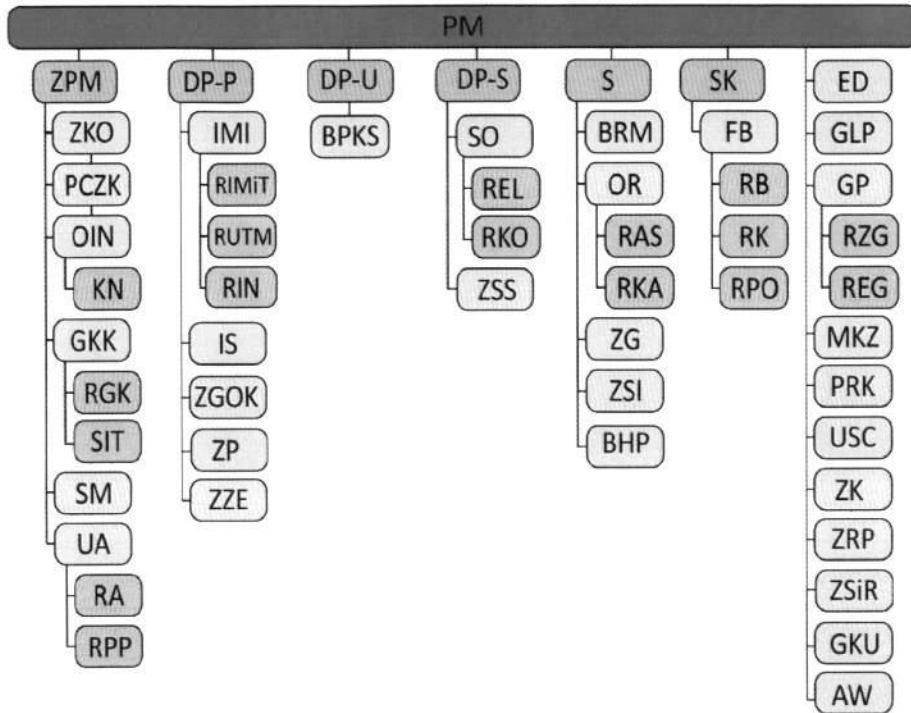 PM
ZPM
ZKO
PCZK
OIN
KN
GKK
RGK
SIT
SM
UA
RA
RPP
DP-P
IMI
RIMiT
RUTM
RIN
IS
ZGOK
ZP
ZZE
DP-U
BPKS
DP-S
SO
REL
RKO
ZSS
S
BRM
OR
RAS
RKA
ZG
ZSI
BHP
SK
FB
RB
RK
RPO
ED
GLP
GP
RZG
REG
MKZ
PRK
USC
ZK
ZRP
ZSiR
GKU
AW